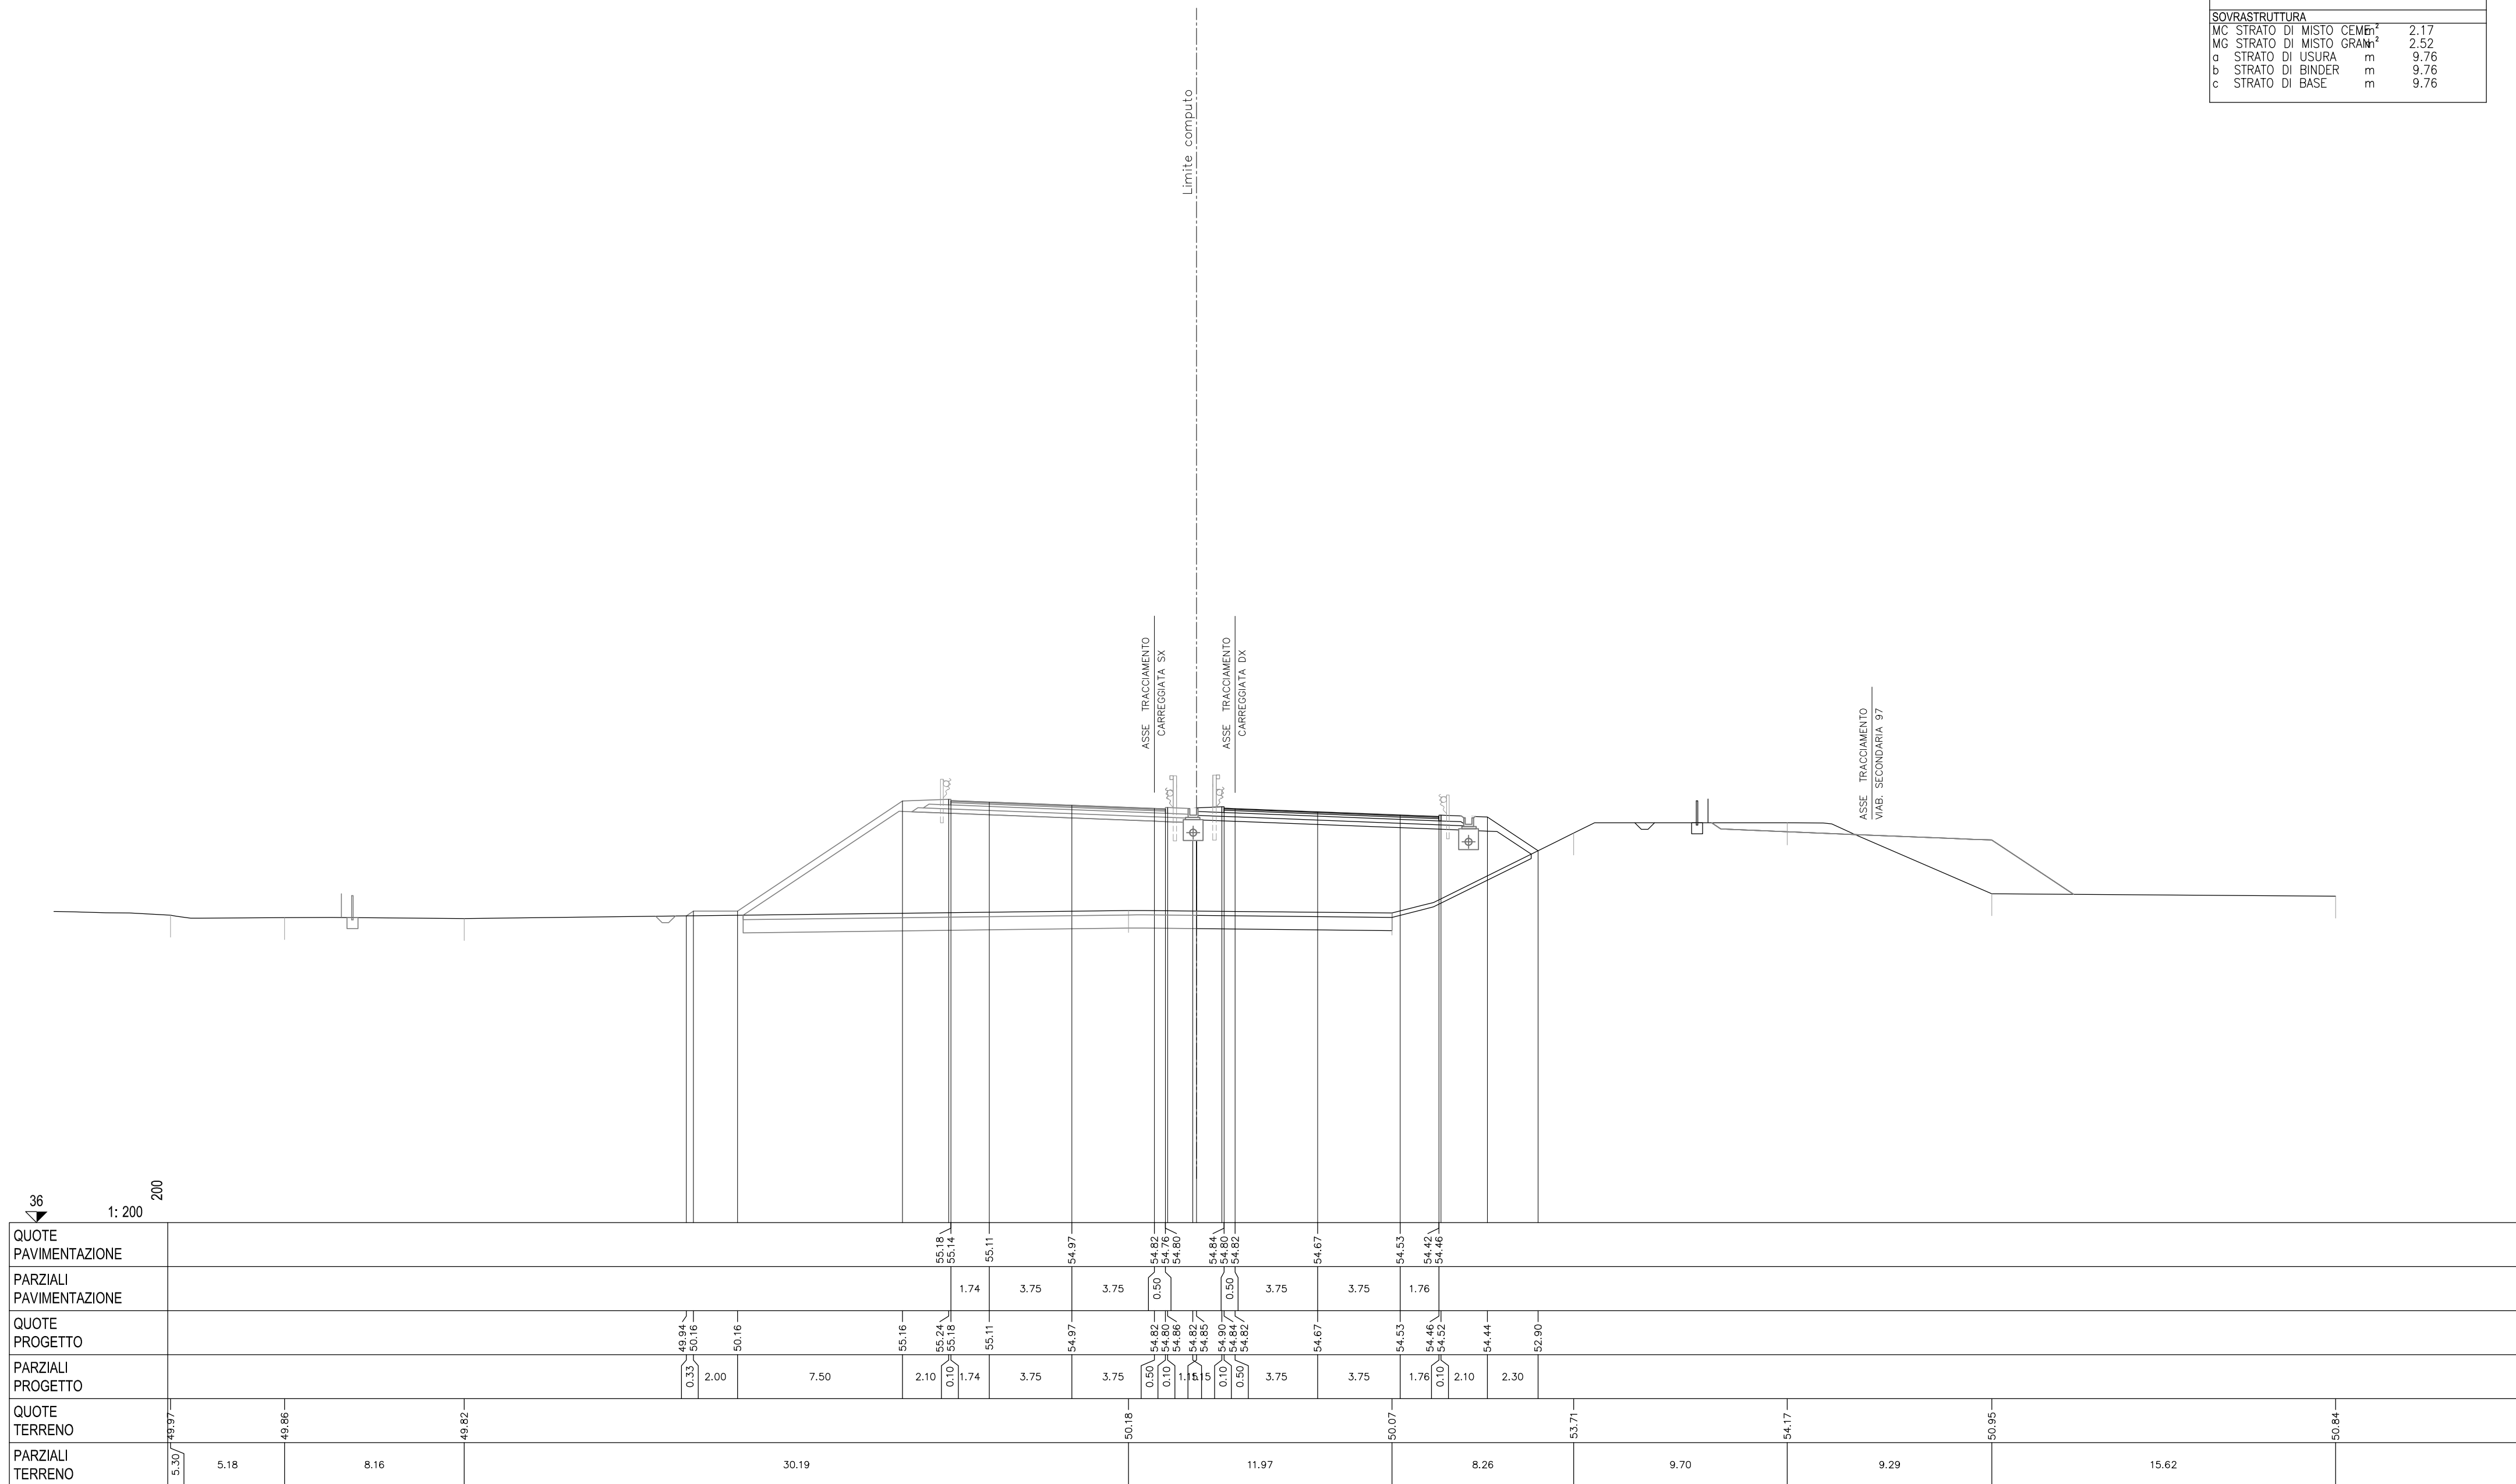 SOVRASTRUTTURA
MC STRATO DI MISTO CEME m² 2.17
MG STRATO DI MISTO GRAN m² 2.52
a STRATO DI USURA m 9.76
b STRATO DI BINDER m 9.76
c STRATO DI BASE m 9.76
Limite computo
ASSE TRACCIAMENTO
CARREGGIATA SX
ASSE TRACCIAMENTO
CARREGGIATA DX
ASSE TRACCIAMENTO
VIAB. SECONDARIA 97
36
1: 200
200
QUOTE
PAVIMENTAZIONE
55.18 55.14 55.11 54.97 54.82 54.76 54.80 54.84 54.80 54.82 54.67 54.53 54.42 54.46
PARZIALI
PAVIMENTAZIONE
1.74 3.75 3.75 0.50 0.50 3.75 3.75 1.76
QUOTE
PROGETTO
49.94 50.16 50.16 55.16 55.24 55.18 55.11 54.97 54.82 54.80 54.86 54.82 54.85 54.90 54.84 54.82 54.67 54.53 54.46 54.52 54.44 52.90
PARZIALI
PROGETTO
0.33 2.00 7.50 2.10 0.10 1.74 3.75 3.75 0.50 0.10 0.10 0.50 3.75 3.75 1.76 0.10 2.10 2.30
QUOTE
TERRENO
49.97 49.86 49.82 50.18 50.07 53.71 54.17 50.95 50.84
PARZIALI
TERRENO
5.30 5.18 8.16 30.19 11.97 8.26 9.70 9.29 15.62